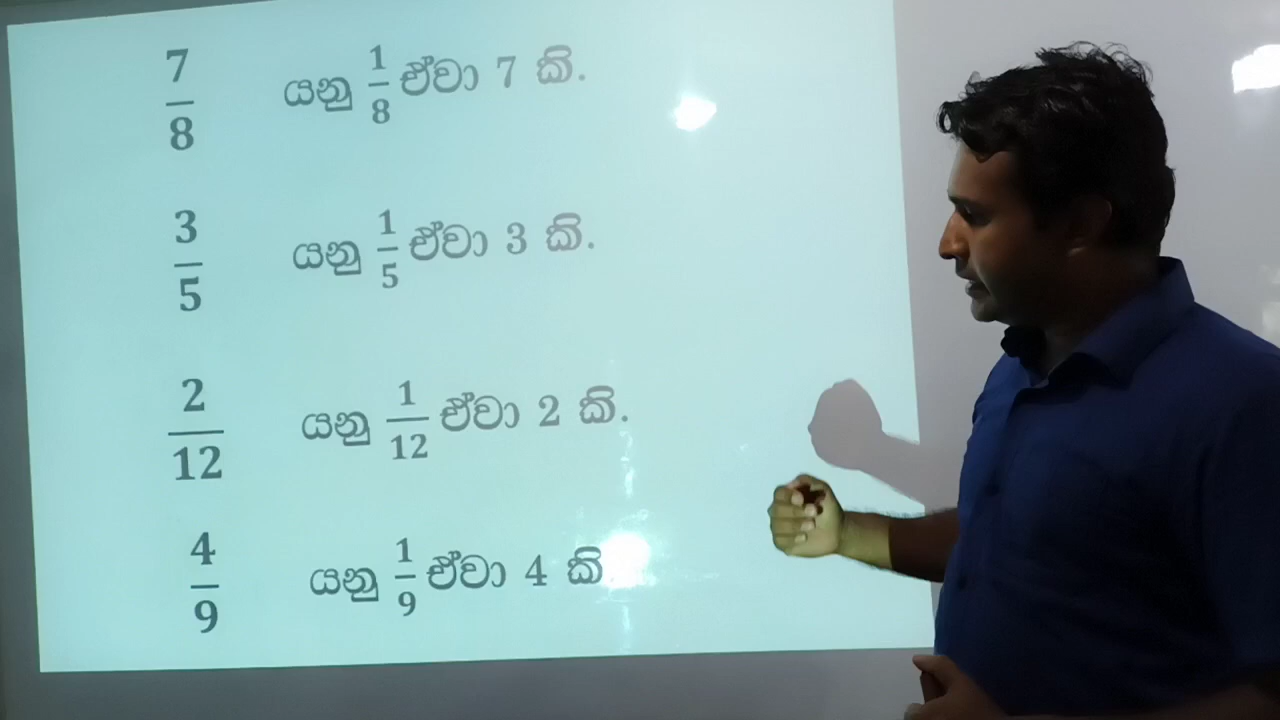 7/8 යනු 1/8 ඒවා 7 කි.
3/5 යනු 1/5 ඒවා 3 කි.
2/12 යනු 1/12 ඒවා 2 කි.
4/9 යනු 1/9 ඒවා 4 කි